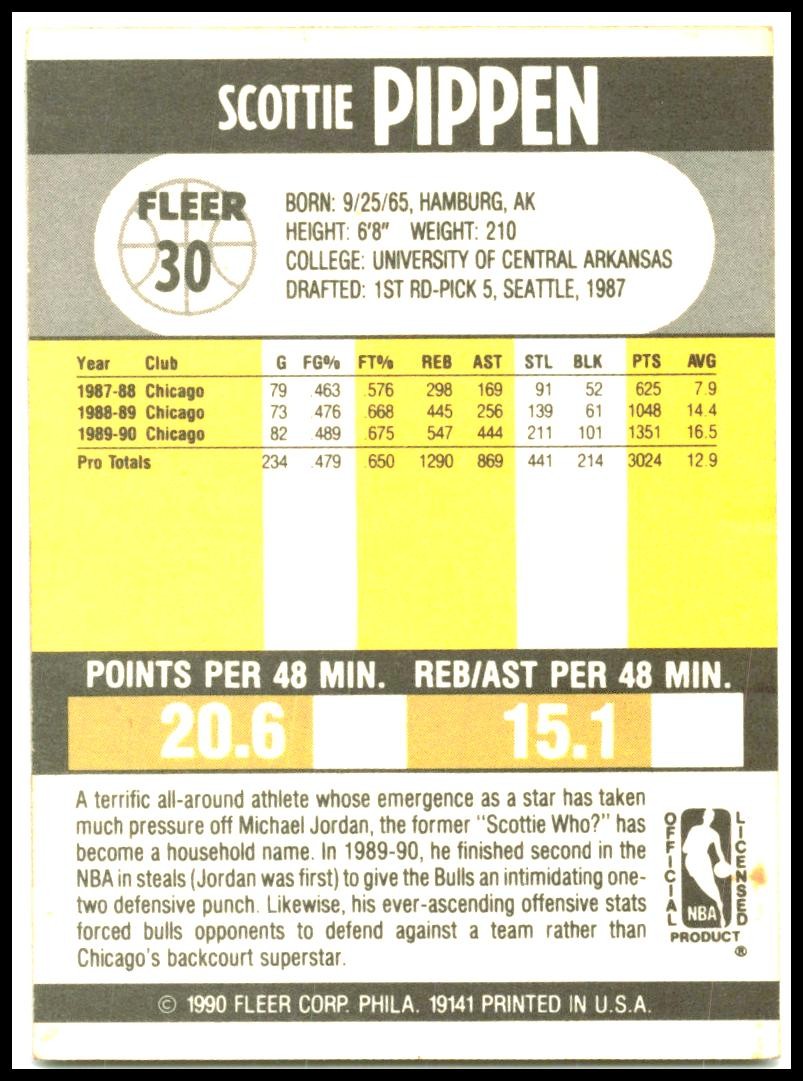 SCOTTIE PIPPEN
FLEER
30
BORN: 9/25/65, HAMBURG, AK
HEIGHT: 6'8" WEIGHT: 210
COLLEGE: UNIVERSITY OF CENTRAL ARKANSAS
DRAFTED: 1ST RD-PICK 5, SEATTLE, 1987
Year Club G FG% FT% REB AST STL BLK PTS AVG
1987-88 Chicago 79 .463 .576 298 169 91 52 625 7.9
1988-89 Chicago 73 .476 .668 445 256 139 61 1048 14.4
1989-90 Chicago 82 .489 .675 547 444 211 101 1351 16.5
Pro Totals 234 .479 .650 1290 869 441 214 3024 12.9
POINTS PER 48 MIN. REB/AST PER 48 MIN.
20.6 15.1
A terrific all-around athlete whose emergence as a star has taken
much pressure off Michael Jordan, the former "Scottie Who?" has
become a household name. In 1989-90, he finished second in the
NBA in steals (Jordan was first) to give the Bulls an intimidating one-
two defensive punch. Likewise, his ever-ascending offensive stats
forced bulls opponents to defend against a team rather than
Chicago's backcourt superstar.
OFFICIAL
LICENSED
NBA
PRODUCT
®
© 1990 FLEER CORP. PHILA. 19141 PRINTED IN U.S.A.